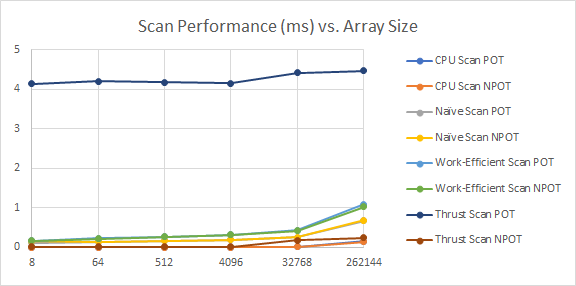 Scan Performance (ms) vs. Array Size
5
4
3
2
1
0
8 64 512 4096 32768 262144
CPU Scan POT
CPU Scan NPOT
Naïve Scan POT
Naïve Scan NPOT
Work-Efficient Scan POT
Work-Efficient Scan NPOT
Thrust Scan POT
Thrust Scan NPOT